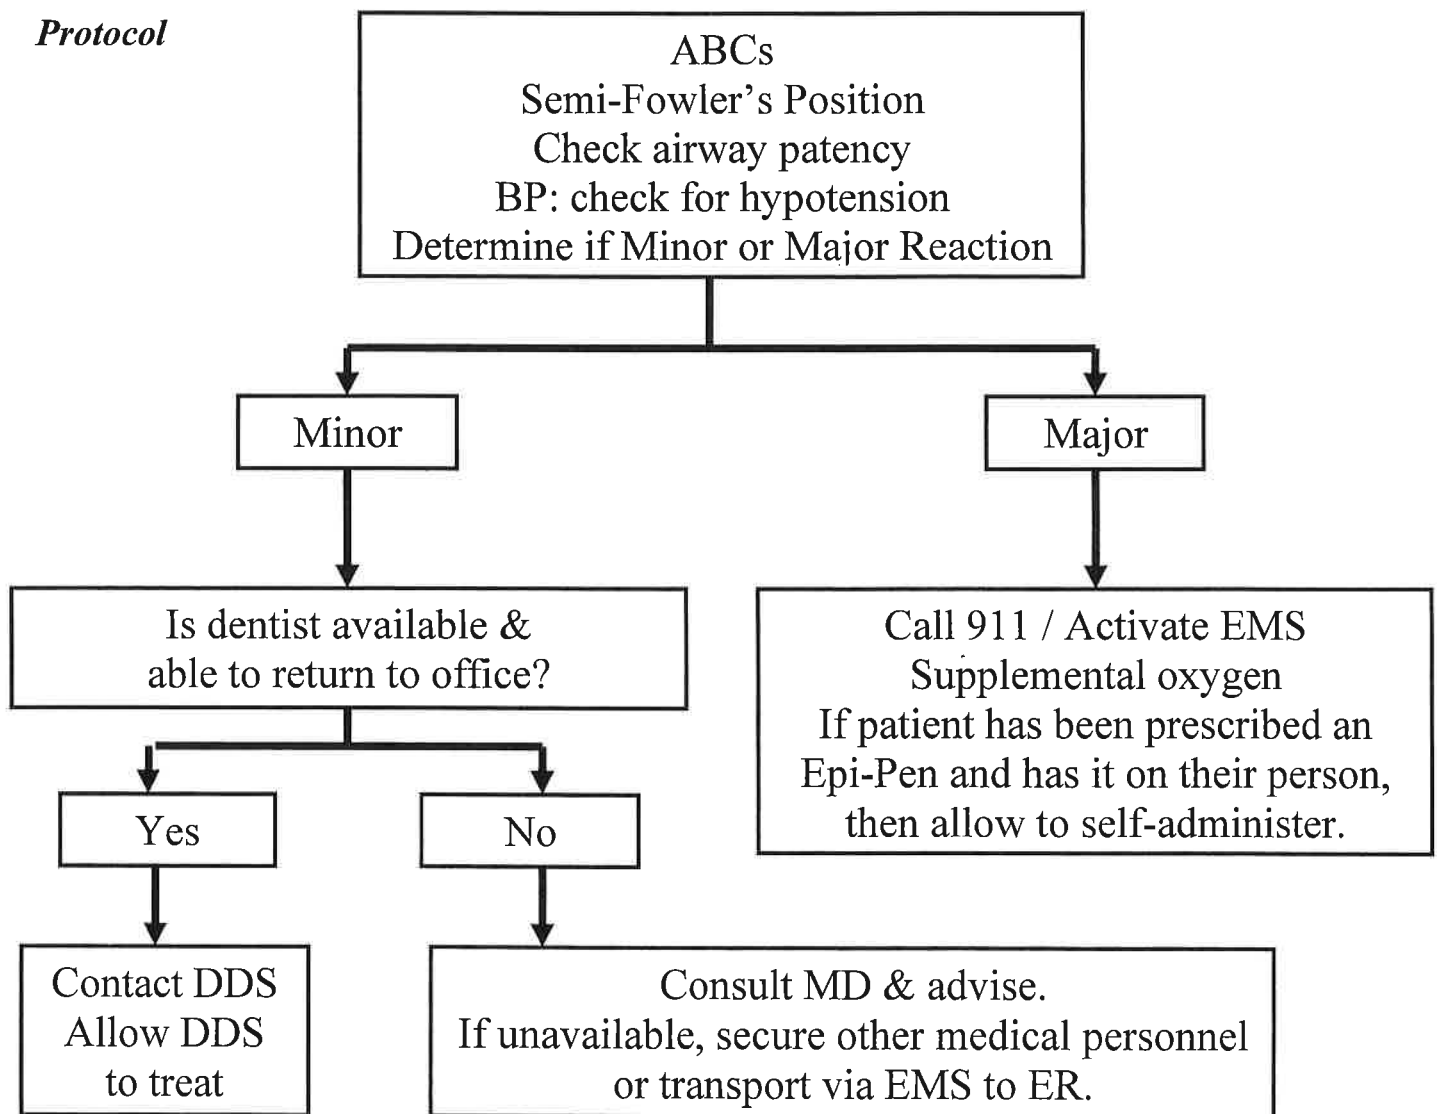 Protocol
ABCs
Semi-Fowler's Position
Check airway patency
BP: check for hypotension
Determine if Minor or Major Reaction
Minor
Major
Is dentist available &
able to return to office?
Call 911 / Activate EMS
Supplemental oxygen
If patient has been prescribed an
Epi-Pen and has it on their person,
then allow to self-administer.
Yes
No
Contact DDS
Allow DDS
to treat
Consult MD & advise.
If unavailable, secure other medical personnel
or transport via EMS to ER.